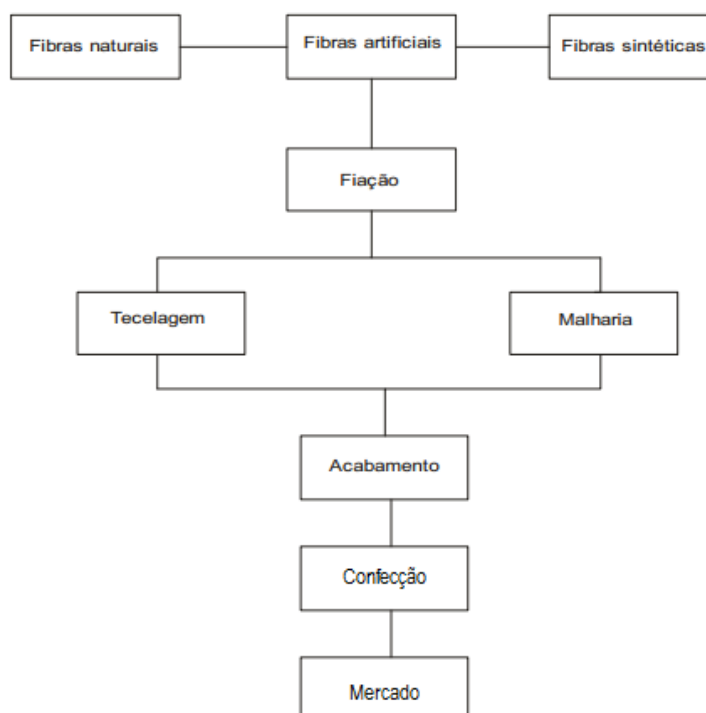 Fibras naturais
Fibras artificiais
Fibras sintéticas
Fiação
Tecelagem
Malharia
Acabamento
Confecção
Mercado